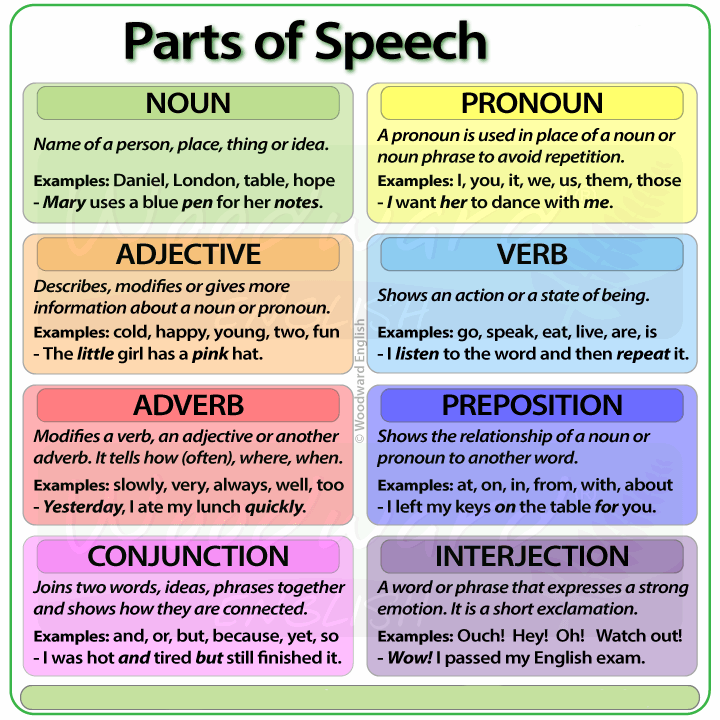 Parts of Speech
NOUN
Name of a person, place, thing or idea.
Examples: Daniel, London, table, hope
- Mary uses a blue pen for her notes.
PRONOUN
A pronoun is used in place of a noun or
noun phrase to avoid repetition.
Examples: I, you, it, we, us, them, those
- I want her to dance with me.
ADJECTIVE
Describes, modifies or gives more
information about a noun or pronoun.
Examples: cold, happy, young, two, fun
- The little girl has a pink hat.
VERB
Shows an action or a state of being.
Examples: go, speak, eat, live, are, is
- I listen to the word and then repeat it.
ADVERB
Modifies a verb, an adjective or another
adverb. It tells how (often), where, when.
Examples: slowly, very, always, well, too
- Yesterday, I ate my lunch quickly.
PREPOSITION
Shows the relationship of a noun or
pronoun to another word.
Examples: at, on, in, from, with, about
- I left my keys on the table for you.
CONJUNCTION
Joins two words, ideas, phrases together
and shows how they are connected.
Examples: and, or, but, because, yet, so
- I was hot and tired but still finished it.
INTERJECTION
A word or phrase that expresses a strong
emotion. It is a short exclamation.
Examples: Ouch! Hey! Oh! Watch out!
- Wow! I passed my English exam.
© Woodward English
Woodward
ENGLISH
Woodward
ENGLISH